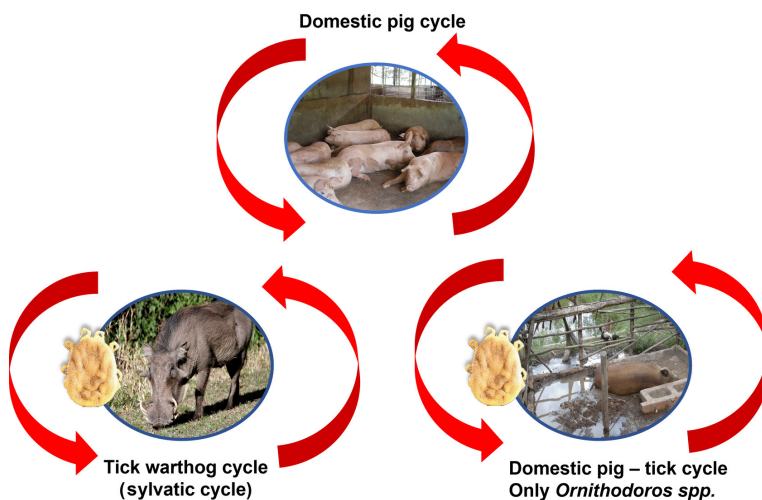 Domestic pig cycle
Tick warthog cycle
(sylvatic cycle)
Domestic pig – tick cycle
Only Ornithodoros spp.